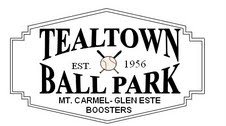 TEALTOWN
EST. 1956
BALL PARK
MT. CARMEL- GLEN ESTE
BOOSTERS